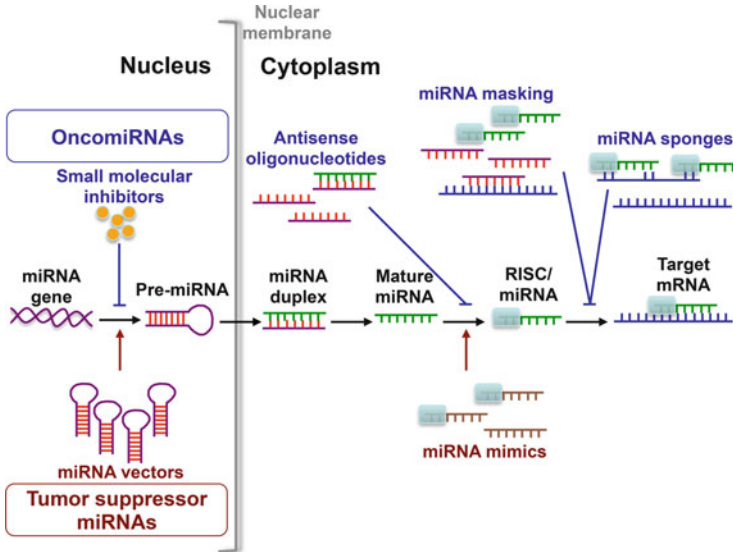 Nuclear
membrane
Nucleus
Cytoplasm
OncomiRNAs
Small molecular
inhibitors
Antisense
oligonucleotides
miRNA masking
miRNA sponges
miRNA
gene
Pre-miRNA
miRNA
duplex
Mature
miRNA
RISC/
miRNA
Target
mRNA
miRNA vectors
miRNA mimics
Tumor suppressor
miRNAs